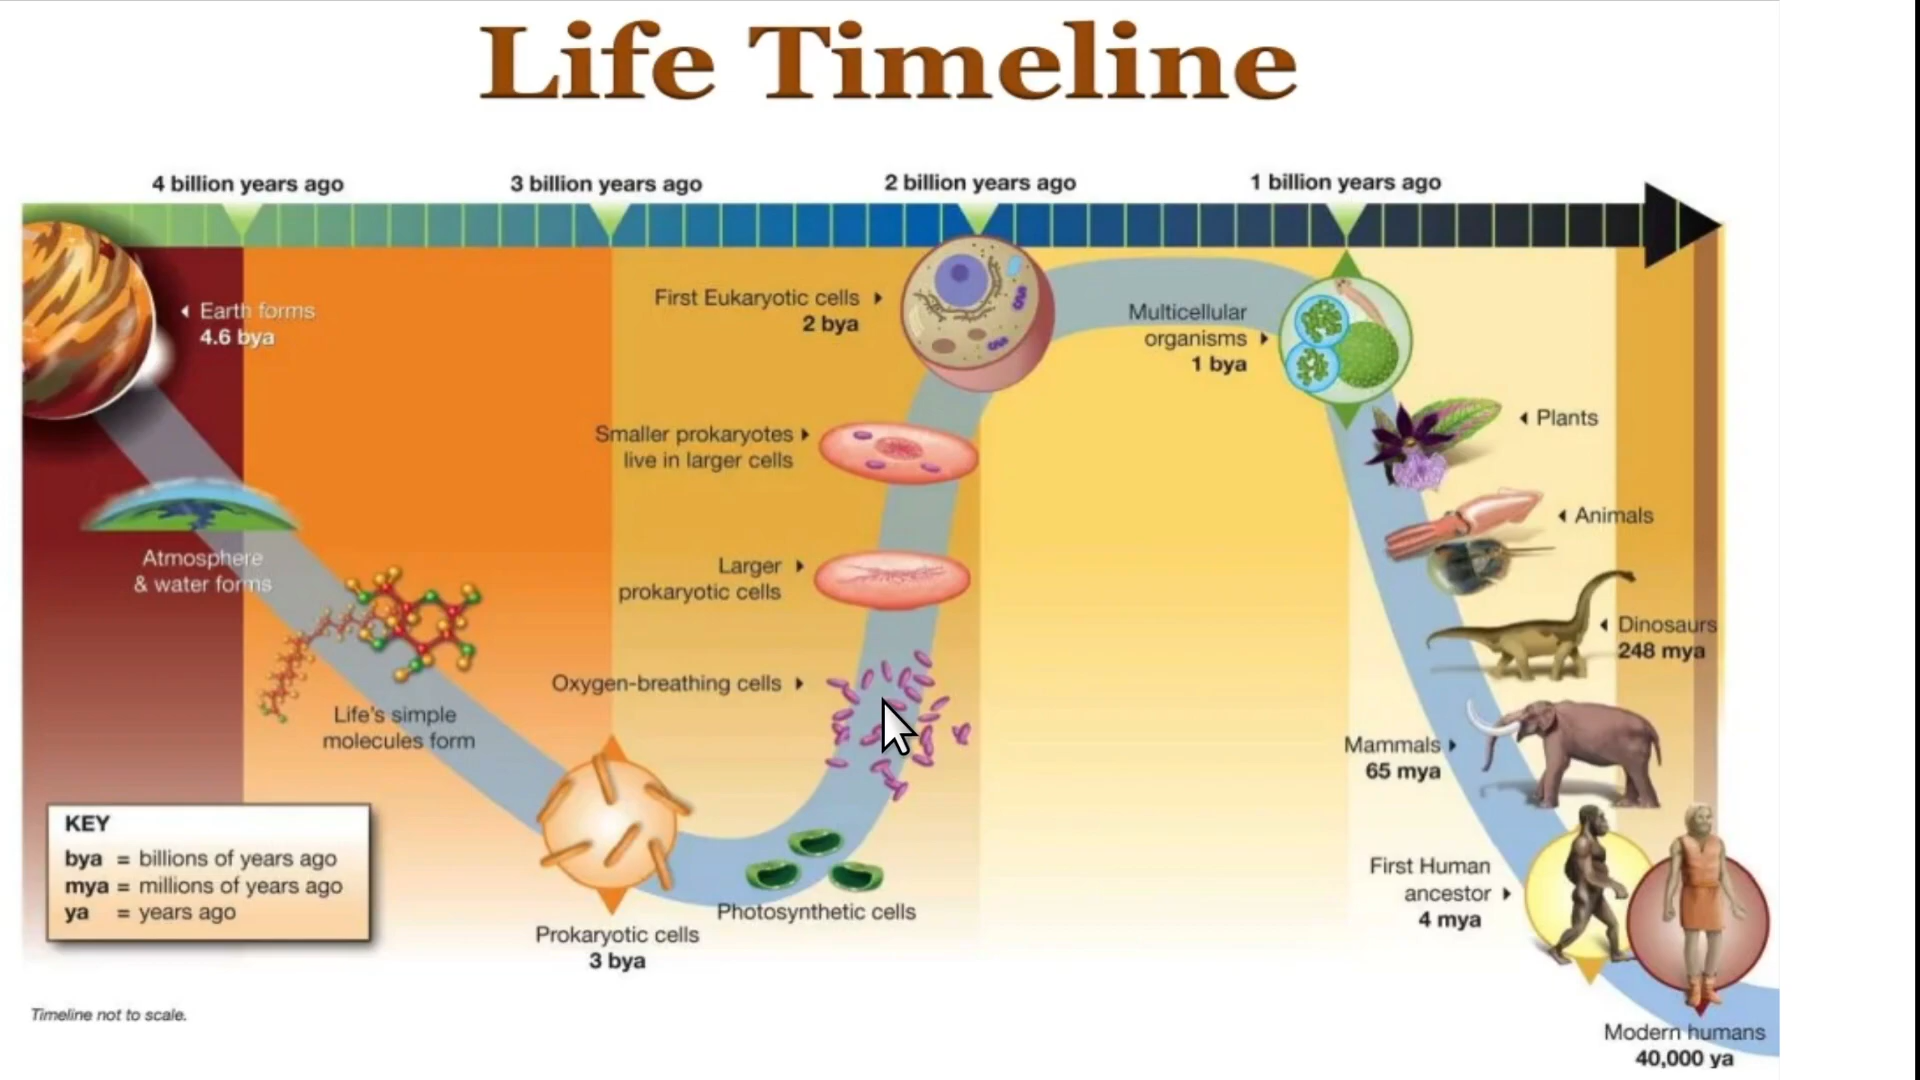 Life Timeline
4 billion years ago
3 billion years ago
2 billion years ago
1 billion years ago
Earth forms
4.6 bya
Atmosphere
& water forms
Life's simple
molecules form
Prokaryotic cells
3 bya
Photosynthetic cells
Oxygen-breathing cells
Larger
prokaryotic cells
Smaller prokaryotes
live in larger cells
First Eukaryotic cells
2 bya
Multicellular
organisms
1 bya
Plants
Animals
Dinosaurs
248 mya
Mammals
65 mya
First Human
ancestor
4 mya
Modern humans
40,000 ya
KEY
bya = billions of years ago
mya = millions of years ago
ya = years ago
Timeline not to scale.